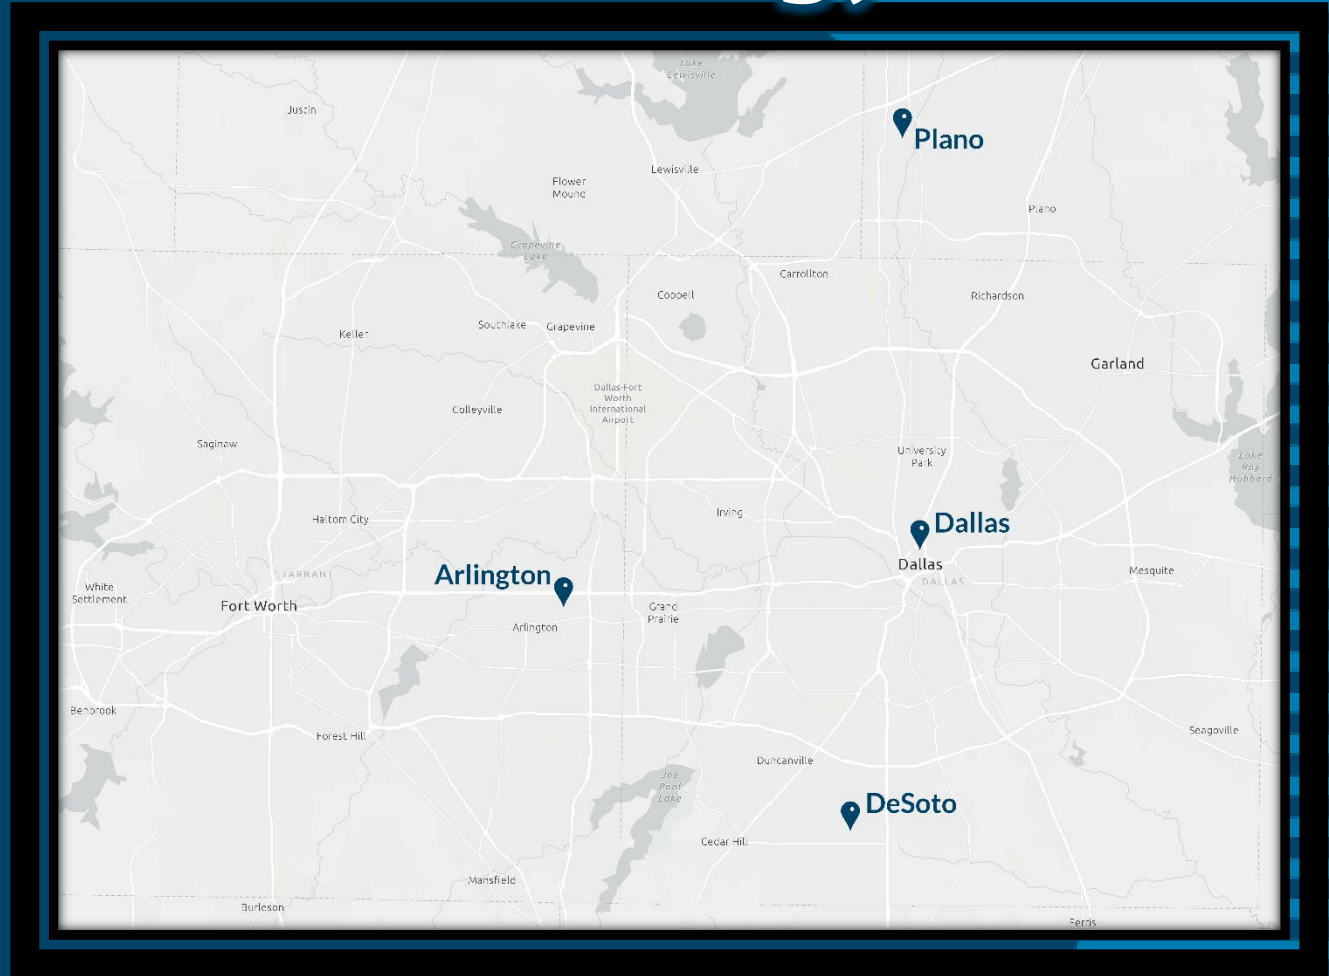 Lake
Lewisville
Justin
Plano
Lewisville
Flower
Mound
Plano
Grapevine
Lake
Carrollton
Coppell
Richardson
Southlake
Grapevine
Keller
Garland
Dallas-Fort
Worth
International
Airport
Colleyville
Saginaw
University
Park
Lake
Ray
Hubbard
Irving
Haltom City
Dallas
Dallas
DALLAS
Mesquite
Arlington
TARRANT
White
Settlement
Fort Worth
Grand
Prairie
Arlington
Benbrook
Forest Hill
Seagoville
Duncanville
Joe
Pool
Lake
DeSoto
Cedar Hill
Mansfield
Burleson
Ferris